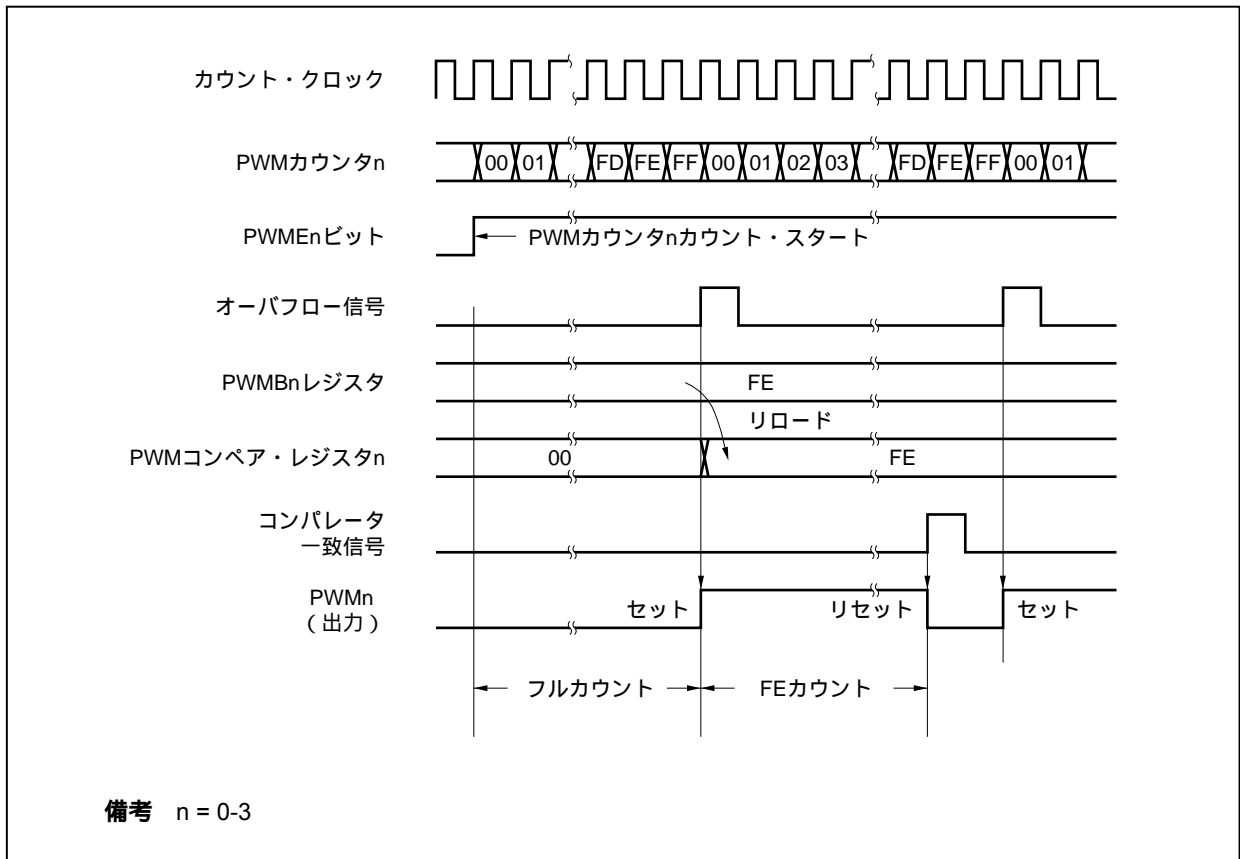 カウント・クロック
PWMカウンタn
00 01 FD FE FF 00 01 02 03 FD FE FF 00 01
PWMEnビット
PWMカウンタnカウント・スタート
オーバフロー信号
PWMBnレジスタ
FE
リロード
PWMコンペア・レジスタn
00
FE
コンパレータ
一致信号
PWMn
(出力)
セット
リセット
セット
フルカウント
FEカウント
備考 n = 0-3